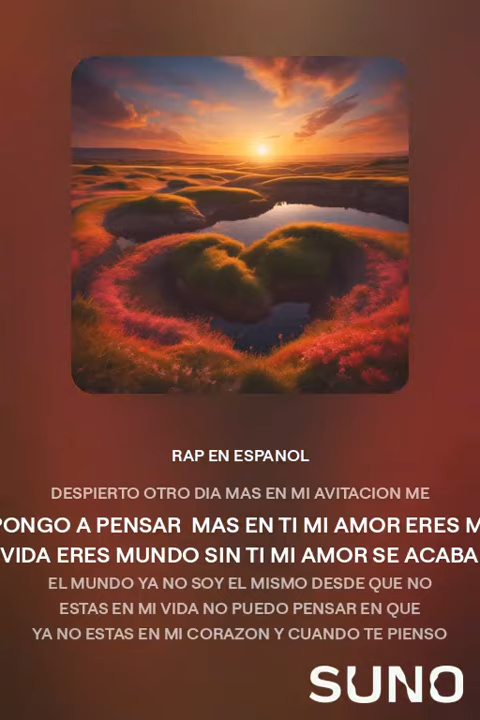 RAP EN ESPANOL
DESPIERTO OTRO DIA MAS EN MI AVITACION ME
PONGO A PENSAR MAS EN TI MI AMOR ERES M
VIDA ERES MUNDO SIN TI MI AMOR SE ACABA
EL MUNDO YA NO SOY EL MISMO DESDE QUE NO
ESTAS EN MI VIDA NO PUEDO PENSAR EN QUE
YA NO ESTAS EN MI CORAZON Y CUANDO TE PIENSO
SUNO